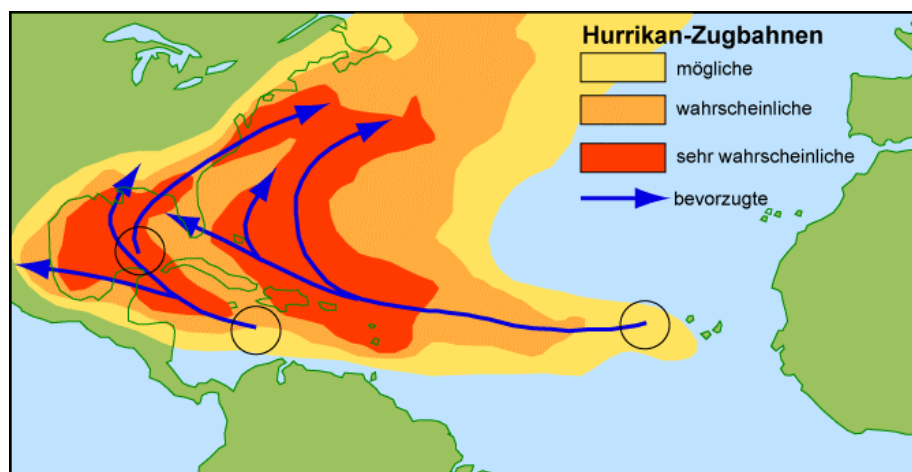 Hurrikan-Zugbahnen
mögliche
wahrscheinliche
sehr wahrscheinliche
bevorzugte